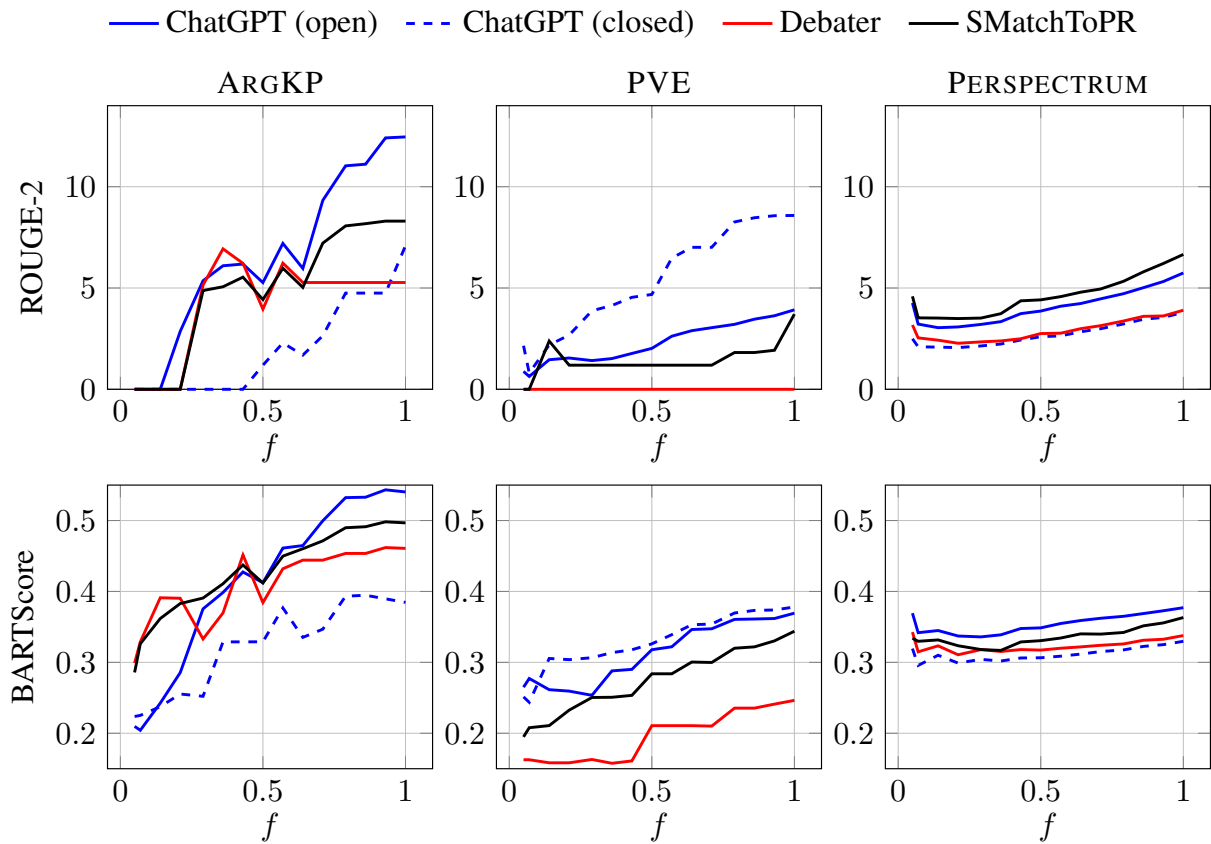 ChatGPT (open) ChatGPT (closed) Debater SMatchToPR
ARGKP PVE PERSPECTRUM
ROUGE-2
10 10 10
5 5 5
0 0 0
0 0.5 1 0 0.5 1 0 0.5 1
f f f
BARTScore
0.5 0.5 0.5
0.4 0.4 0.4
0.3 0.3 0.3
0.2 0.2 0.2
0 0.5 1 0 0.5 1 0 0.5 1
f f f